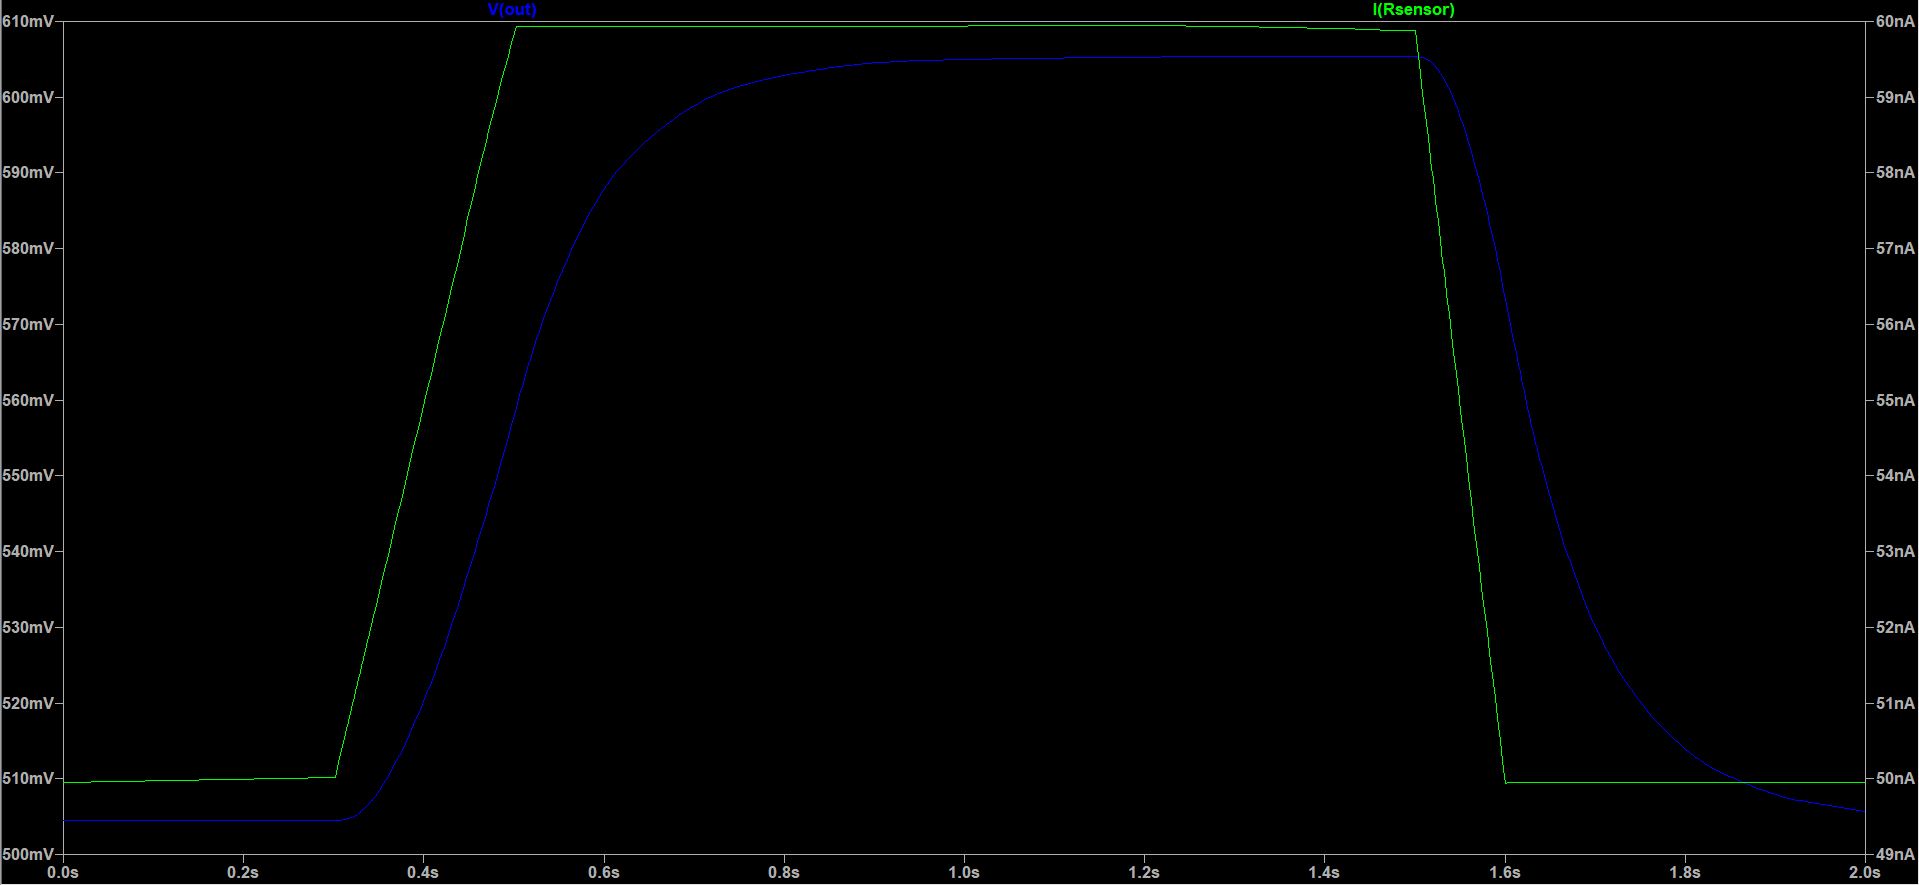 V(out) I(Rsensor)
610mV 60nA
600mV 59nA
590mV 58nA
580mV 57nA
570mV 56nA
560mV 55nA
550mV 54nA
540mV 53nA
530mV 52nA
520mV 51nA
510mV 50nA
500mV 49nA
0.0s 0.2s 0.4s 0.6s 0.8s 1.0s 1.2s 1.4s 1.6s 1.8s 2.0s